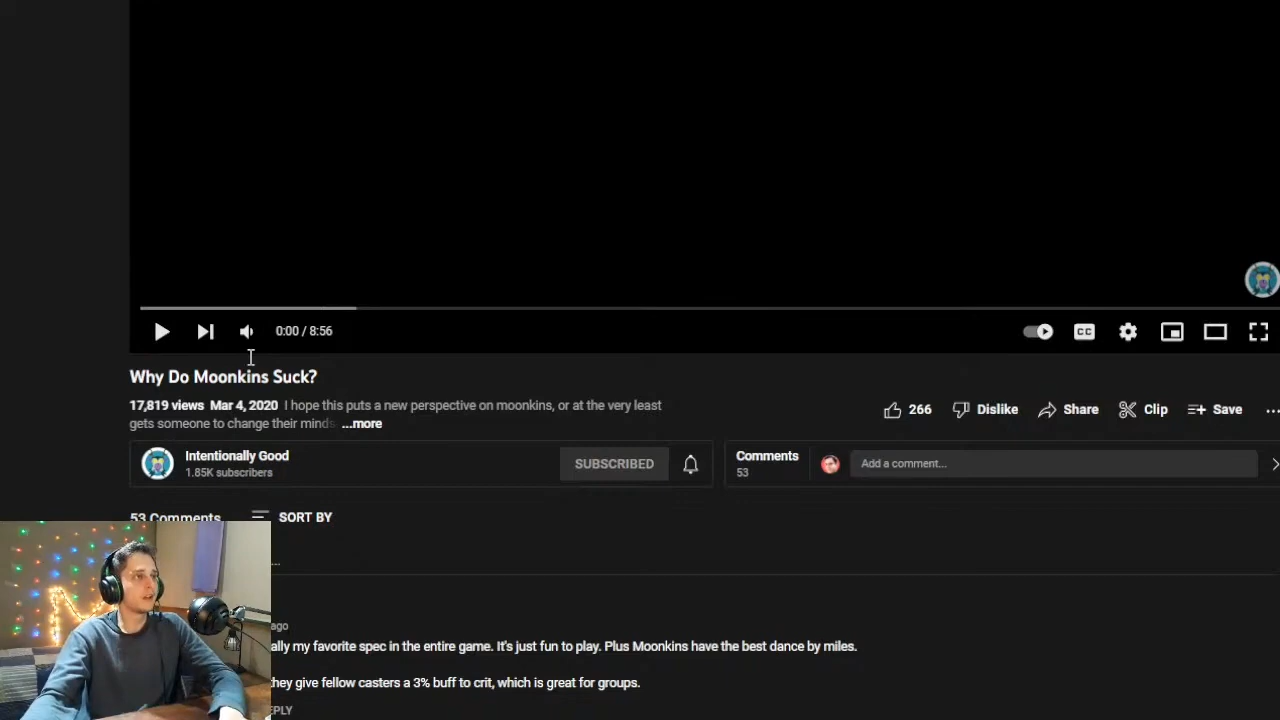 0:00 / 8:56
CC
Why Do Moonkins Suck?
17,819 views Mar 4, 2020 I hope this puts a new perspective on moonkins, or at the very least
gets someone to change their minds ...more
266 Dislike Share Clip Save ...
Intentionally Good
1.85K subscribers
SUBSCRIBED
Comments
53
Add a comment...
53 Comments SORT BY
...
ago
ally my favorite spec in the entire game. It's just fun to play. Plus Moonkins have the best dance by miles.
they give fellow casters a 3% buff to crit, which is great for groups.
EPLY